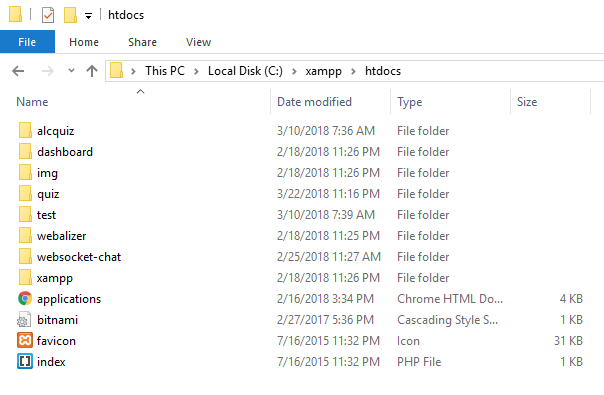 htdocs
File Home Share View
This PC Local Disk (C:) xampp htdocs
Name Date modified Type Size
alcquiz 3/10/2018 7:36 AM File folder
dashboard 2/18/2018 11:26 PM File folder
img 2/18/2018 11:26 PM File folder
quiz 3/22/2018 11:16 PM File folder
test 3/10/2018 7:39 AM File folder
webalizer 2/18/2018 11:25 PM File folder
websocket-chat 2/25/2018 11:27 AM File folder
xampp 2/18/2018 11:26 PM File folder
applications 2/16/2018 3:34 PM Chrome HTML Do... 4 KB
bitnami 2/27/2017 5:36 PM Cascading Style S... 1 KB
favicon 7/16/2015 11:32 PM Icon 31 KB
index 7/16/2015 11:32 PM PHP File 1 KB